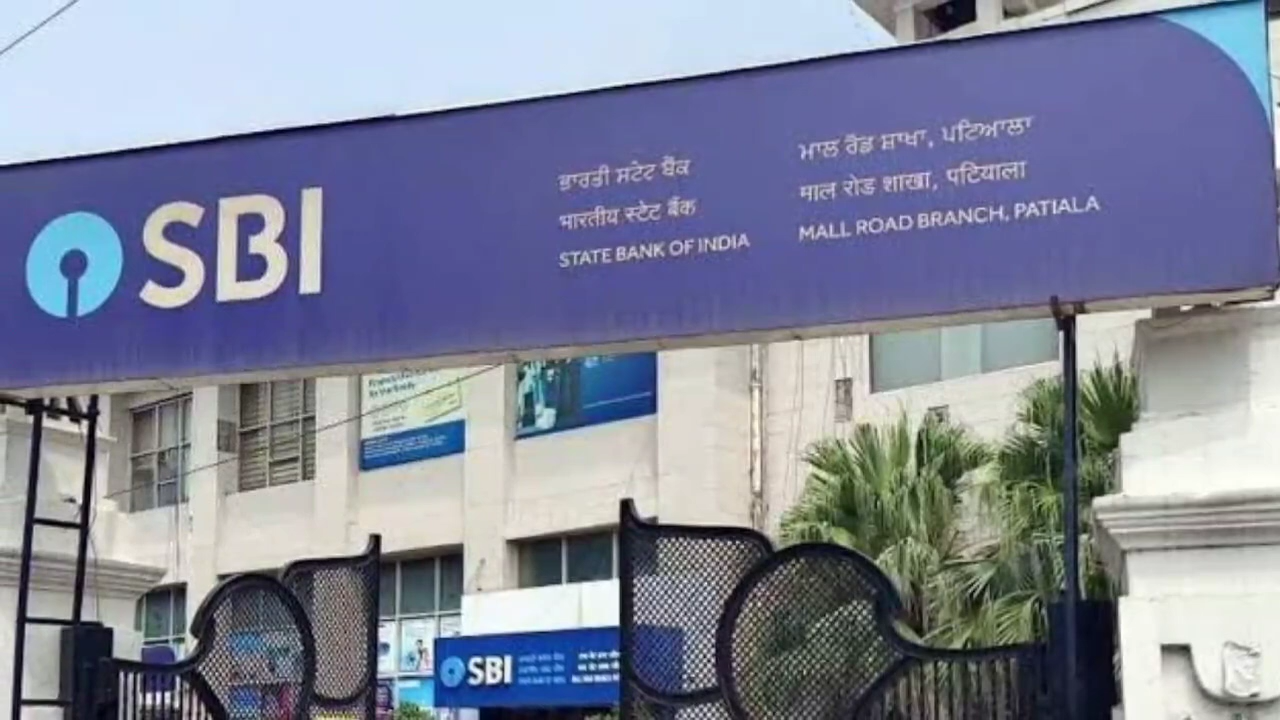 SBI
ਭਾਰਤੀ ਸਟੇਟ ਬੈਂਕ
भारतीय स्टेट बैंक
STATE BANK OF INDIA
ਮਾਲ ਰੋਡ ਸ਼ਾਖਾ, ਪਟਿਆਲਾ
माल रोड शाखा, पटियाला
MALL ROAD BRANCH, PATIALA
SBI